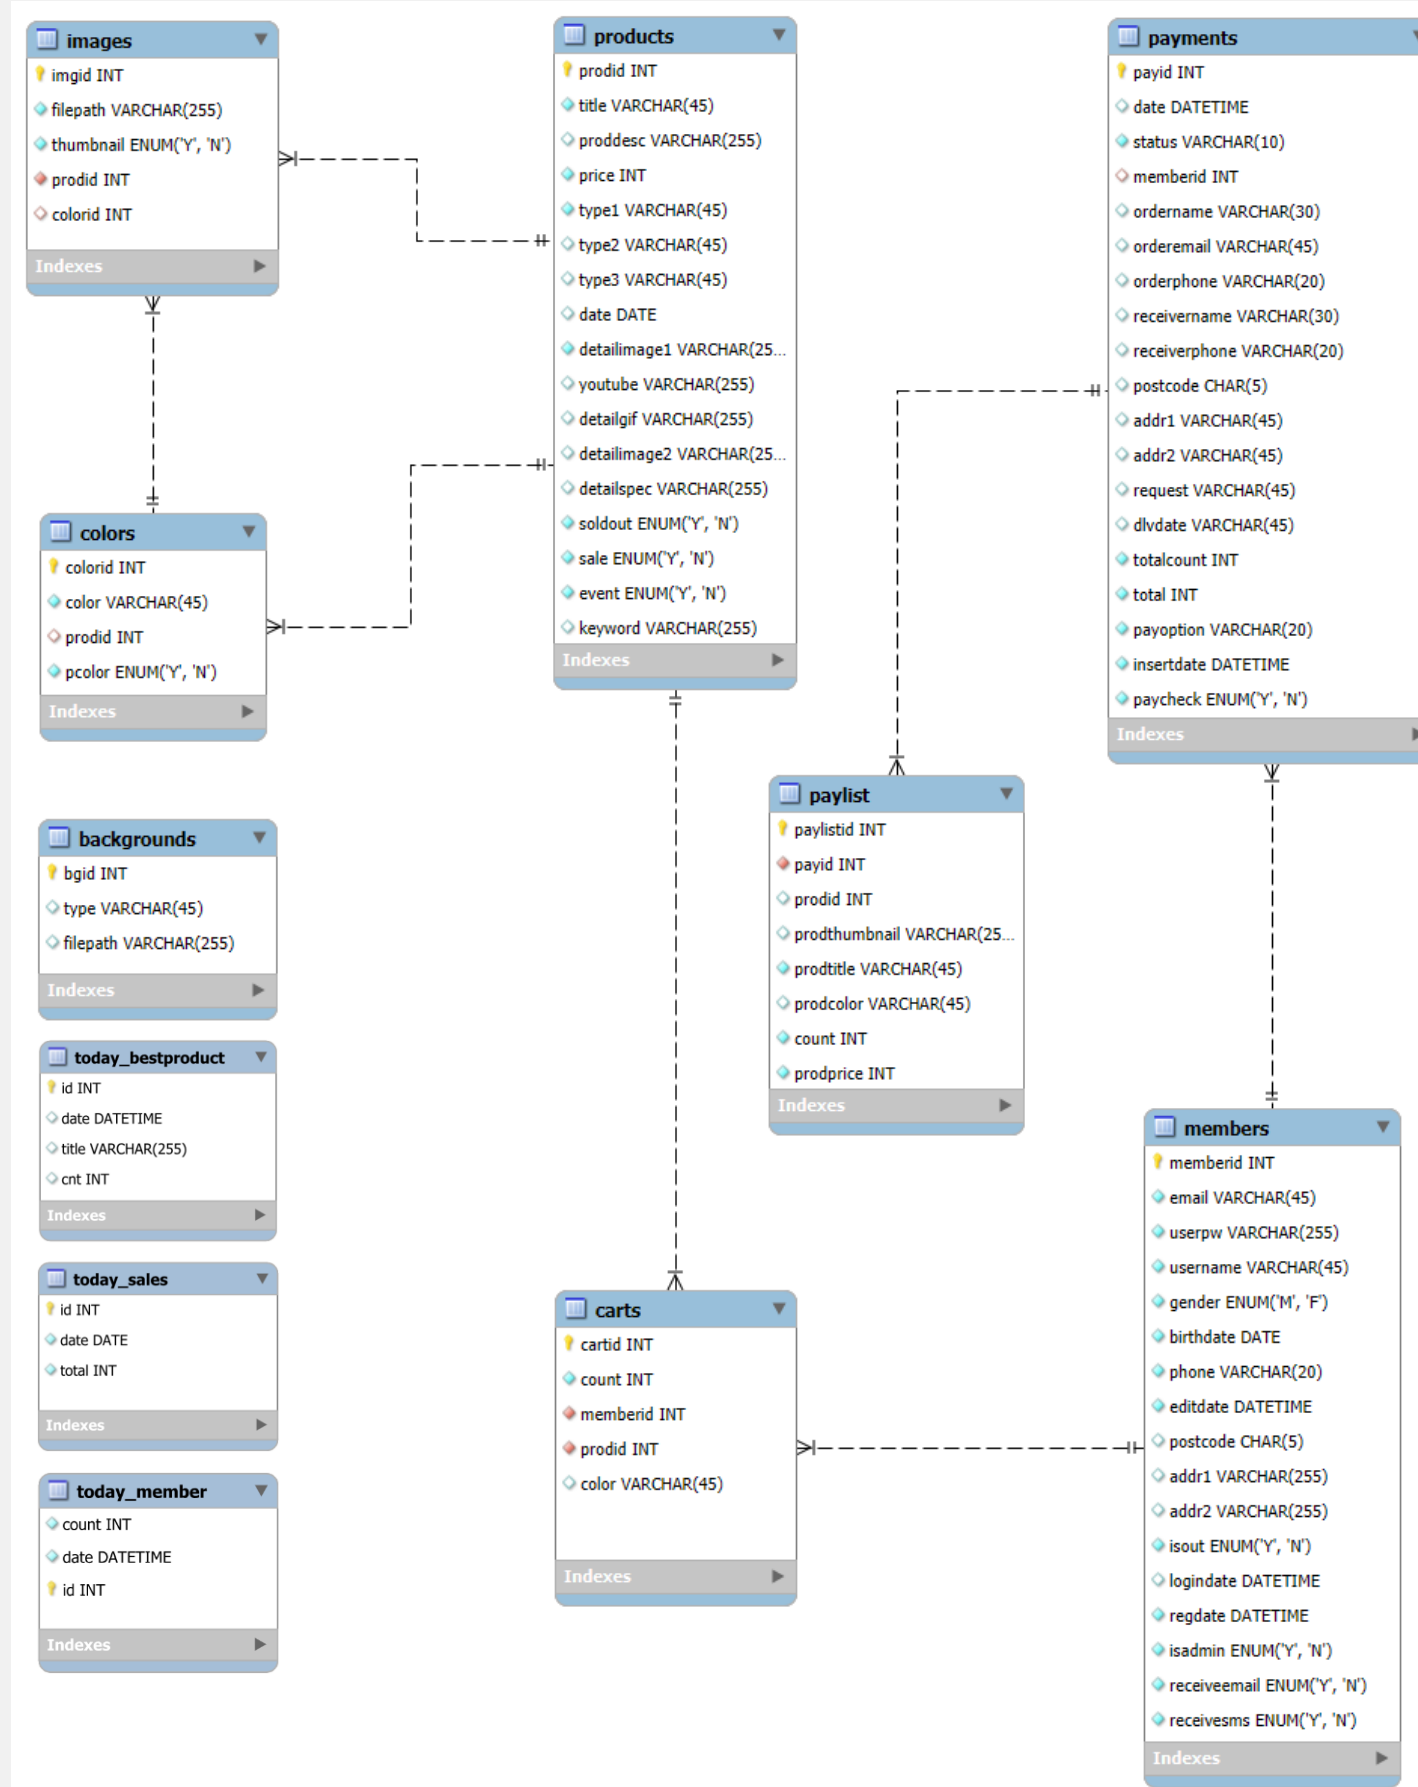 images
imgid INT
filepath VARCHAR(255)
thumbnail ENUM('Y', 'N')
prodid INT
colorid INT
Indexes
products
prodid INT
title VARCHAR(45)
proddesc VARCHAR(255)
price INT
type1 VARCHAR(45)
type2 VARCHAR(45)
type3 VARCHAR(45)
date DATE
detailimage1 VARCHAR(25...
youtube VARCHAR(255)
detailgif VARCHAR(255)
detailimage2 VARCHAR(25...
detailspec VARCHAR(255)
soldout ENUM('Y', 'N')
sale ENUM('Y', 'N')
event ENUM('Y', 'N')
keyword VARCHAR(255)
Indexes
payments
payid INT
date DATETIME
status VARCHAR(10)
memberid INT
ordername VARCHAR(30)
orderemail VARCHAR(45)
orderphone VARCHAR(20)
receivername VARCHAR(30)
receiverphone VARCHAR(20)
postcode CHAR(5)
addr1 VARCHAR(45)
addr2 VARCHAR(45)
request VARCHAR(45)
dlvdate VARCHAR(45)
totalcount INT
total INT
payoption VARCHAR(20)
insertdate DATETIME
paycheck ENUM('Y', 'N')
Indexes
colors
colorid INT
color VARCHAR(45)
prodid INT
pcolor ENUM('Y', 'N')
Indexes
backgrounds
bgid INT
type VARCHAR(45)
filepath VARCHAR(255)
Indexes
paylist
paylistid INT
payid INT
prodid INT
prodthumbnail VARCHAR(25...
prodtitle VARCHAR(45)
prodcolor VARCHAR(45)
count INT
prodprice INT
Indexes
today_bestproduct
id INT
date DATETIME
title VARCHAR(255)
cnt INT
Indexes
today_sales
id INT
date DATE
total INT
Indexes
today_member
count INT
date DATETIME
id INT
Indexes
carts
cartid INT
count INT
memberid INT
prodid INT
color VARCHAR(45)
Indexes
members
memberid INT
email VARCHAR(45)
userpw VARCHAR(255)
username VARCHAR(45)
gender ENUM('M', 'F')
birthdate DATE
phone VARCHAR(20)
editdate DATETIME
postcode CHAR(5)
addr1 VARCHAR(255)
addr2 VARCHAR(255)
isout ENUM('Y', 'N')
logindate DATETIME
regdate DATETIME
isadmin ENUM('Y', 'N')
receiveemail ENUM('Y', 'N')
receivesms ENUM('Y', 'N')
Indexes